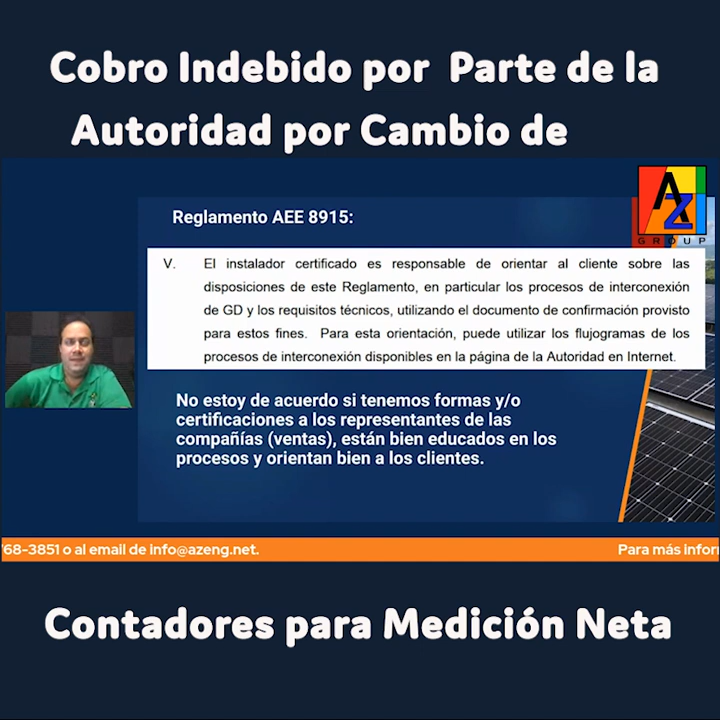 Cobro Indebido por Parte de la
Autoridad por Cambio de
AZ
GROUP
Reglamento AEE 8915:
V. El instalador certificado es responsable de orientar al cliente sobre las
disposiciones de este Reglamento, en particular los procesos de interconexión
de GD y los requisitos técnicos, utilizando el documento de confirmación provisto
para estos fines. Para esta orientación, puede utilizar los flujogramas de los
procesos de interconexión disponibles en la página de la Autoridad en Internet.
No estoy de acuerdo si tenemos formas y/o
certificaciones a los representantes de las
compañías (ventas), están bien educados en los
procesos y orientan bien a los clientes.
768-3851 o al email de info@azeng.net. Para más infor
Contadores para Medición Neta